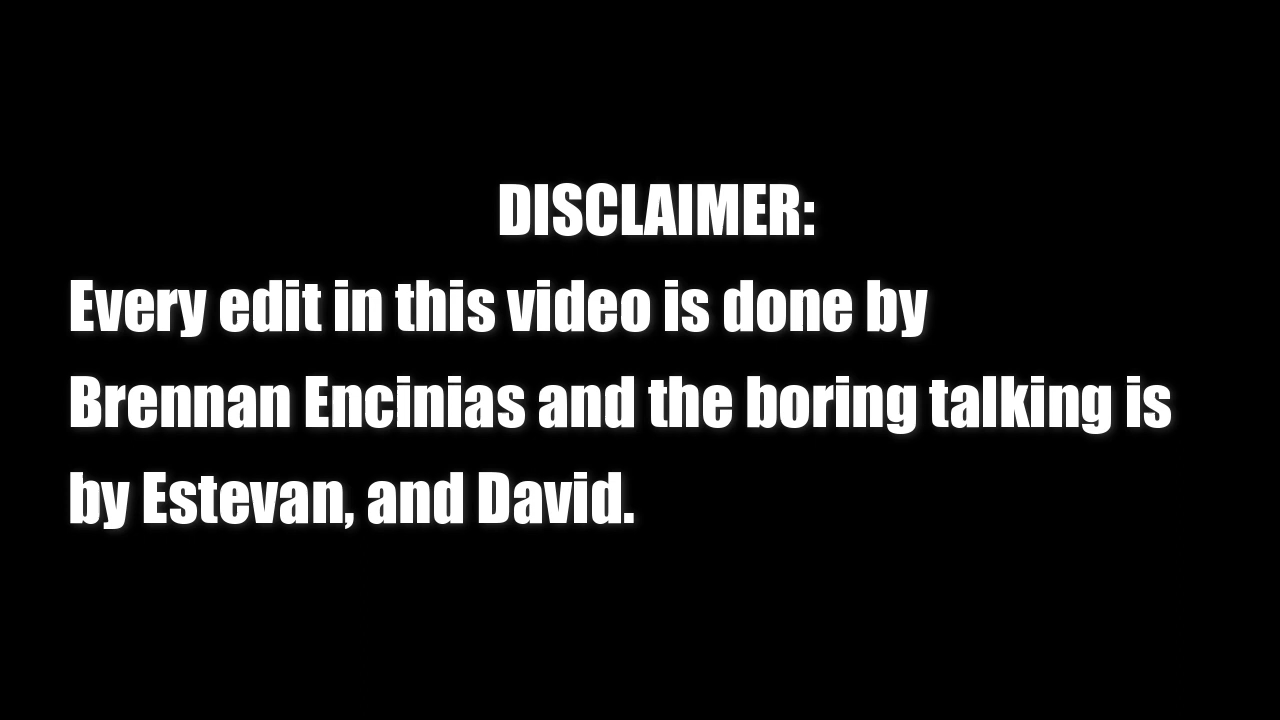 DISCLAIMER:
Every edit in this video is done by
Brennan Encinias and the boring talking is
by Estevan, and David.